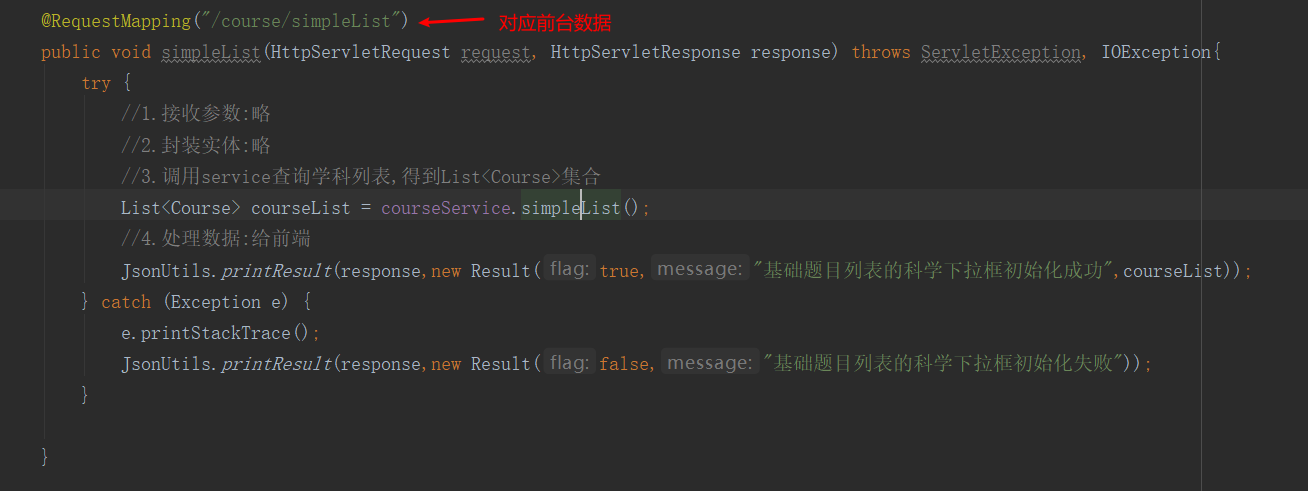 @RequestMapping("/course/simpleList") 对应前台数据
public void simpleList(HttpServletRequest request, HttpServletResponse response) throws ServletException, IOException{
try {
//1.接收参数:略
//2.封装实体:略
//3.调用service查询学科列表,得到List<Course>集合
List<Course> courseList = courseService.simpleList();
//4.处理数据:给前端
JsonUtils.printResult(response,new Result( flag: true, message: "基础题目列表的科学下拉框初始化成功",courseList));
} catch (Exception e) {
e.printStackTrace();
JsonUtils.printResult(response,new Result( flag: false, message: "基础题目列表的科学下拉框初始化失败"));
}
}